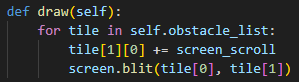 def draw(self):
    for tile in self.obstacle_list:
        tile[1][0] += screen_scroll
        screen.blit(tile[0], tile[1])